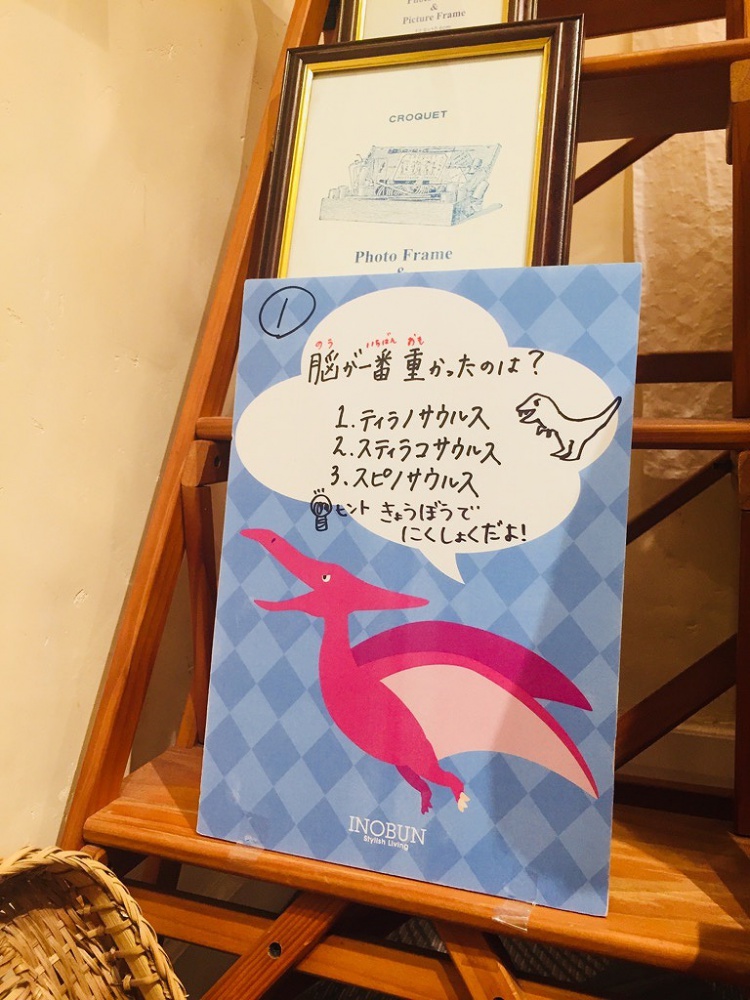 & 
Picture Frame
CROQUET
Photo Frame
&
1
のう いちばん おも
脳が一番重かったのは?
1.ティラノサウルス
2.スティラコサウルス
3.スピノサウルス
ヒント きょうぼうで
にくしょくだよ!
INOBUN
Stylish Living